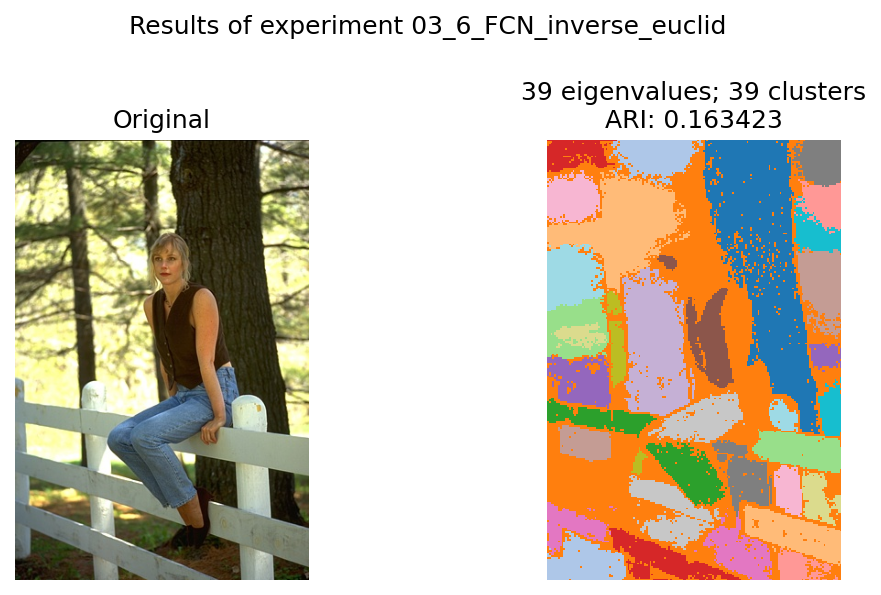 Results of experiment 03_6_FCN_inverse_euclid
Original
39 eigenvalues; 39 clusters
ARI: 0.163423